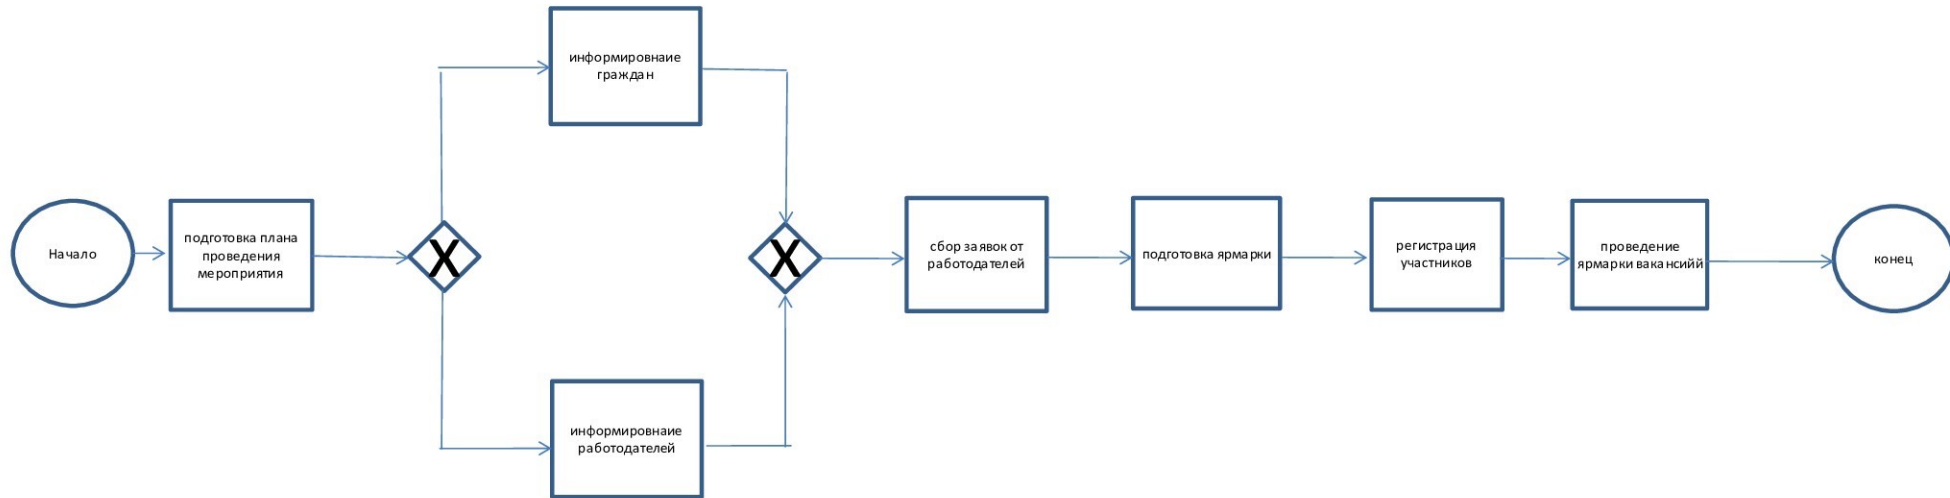 Начало
подготовка плана
проведения
мероприятия
X
информировнаие
граждан
информировнаие
работодателей
X
сбор заявок от
работодателей
подготовка ярмарки
регистрация
участников
проведение
ярмарки вакансийй
конец